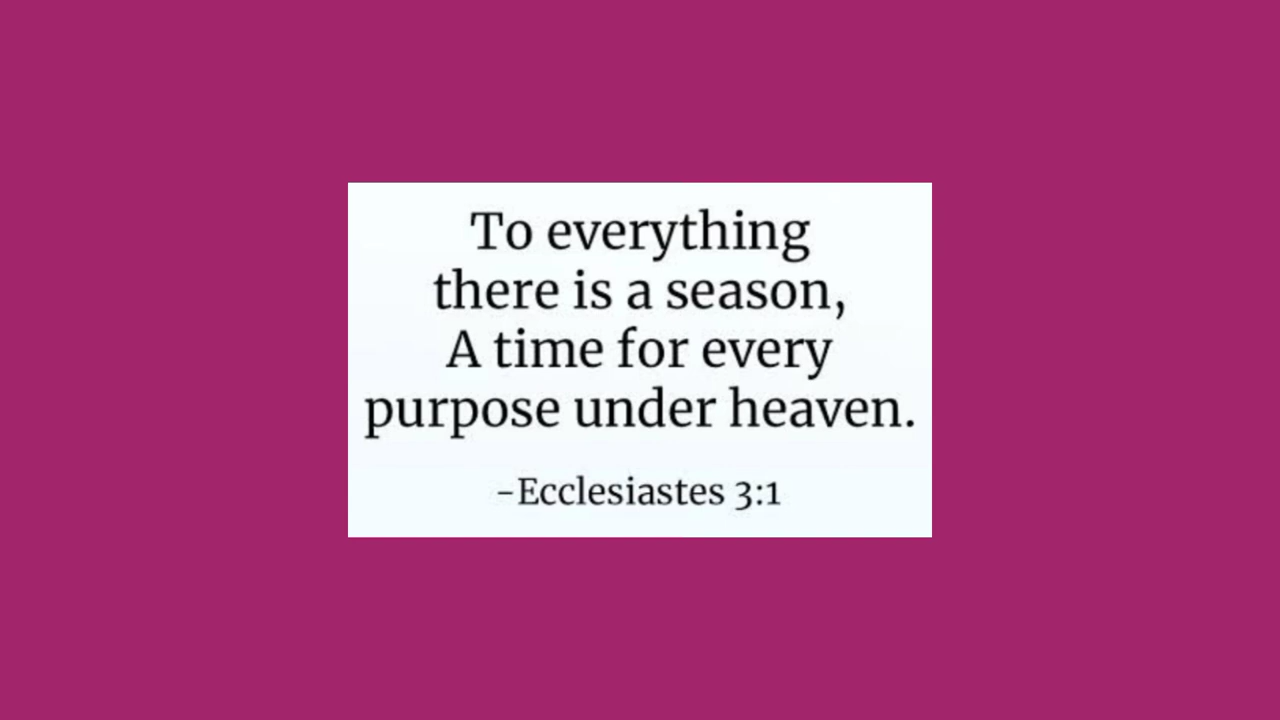 To everything
there is a season,
A time for every
purpose under heaven.
–Ecclesiastes 3:1